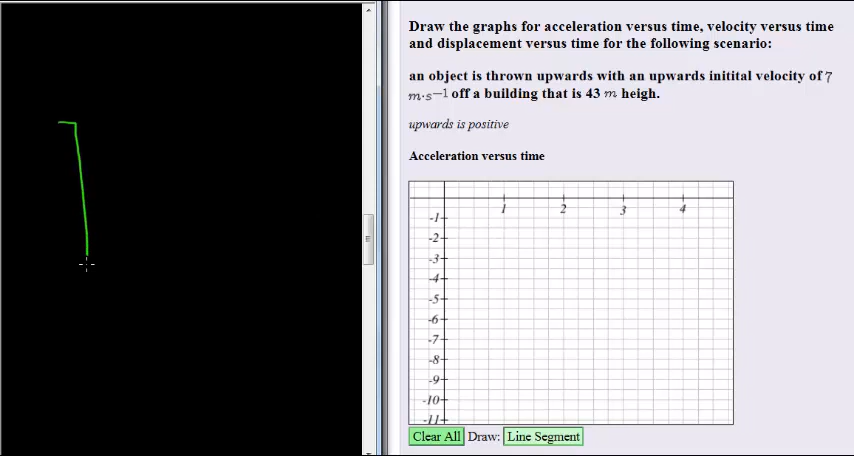 Draw the graphs for acceleration versus time, velocity versus time
and displacement versus time for the following scenario:
an object is thrown upwards with an upwards initital velocity of 7
m·s−1 off a building that is 43 m heigh.
upwards is positive
Acceleration versus time
1 2 3 4
-1
-2
-3
-4
-5
-6
-7
-8
-9
-10
-11
Clear All Draw: Line Segment